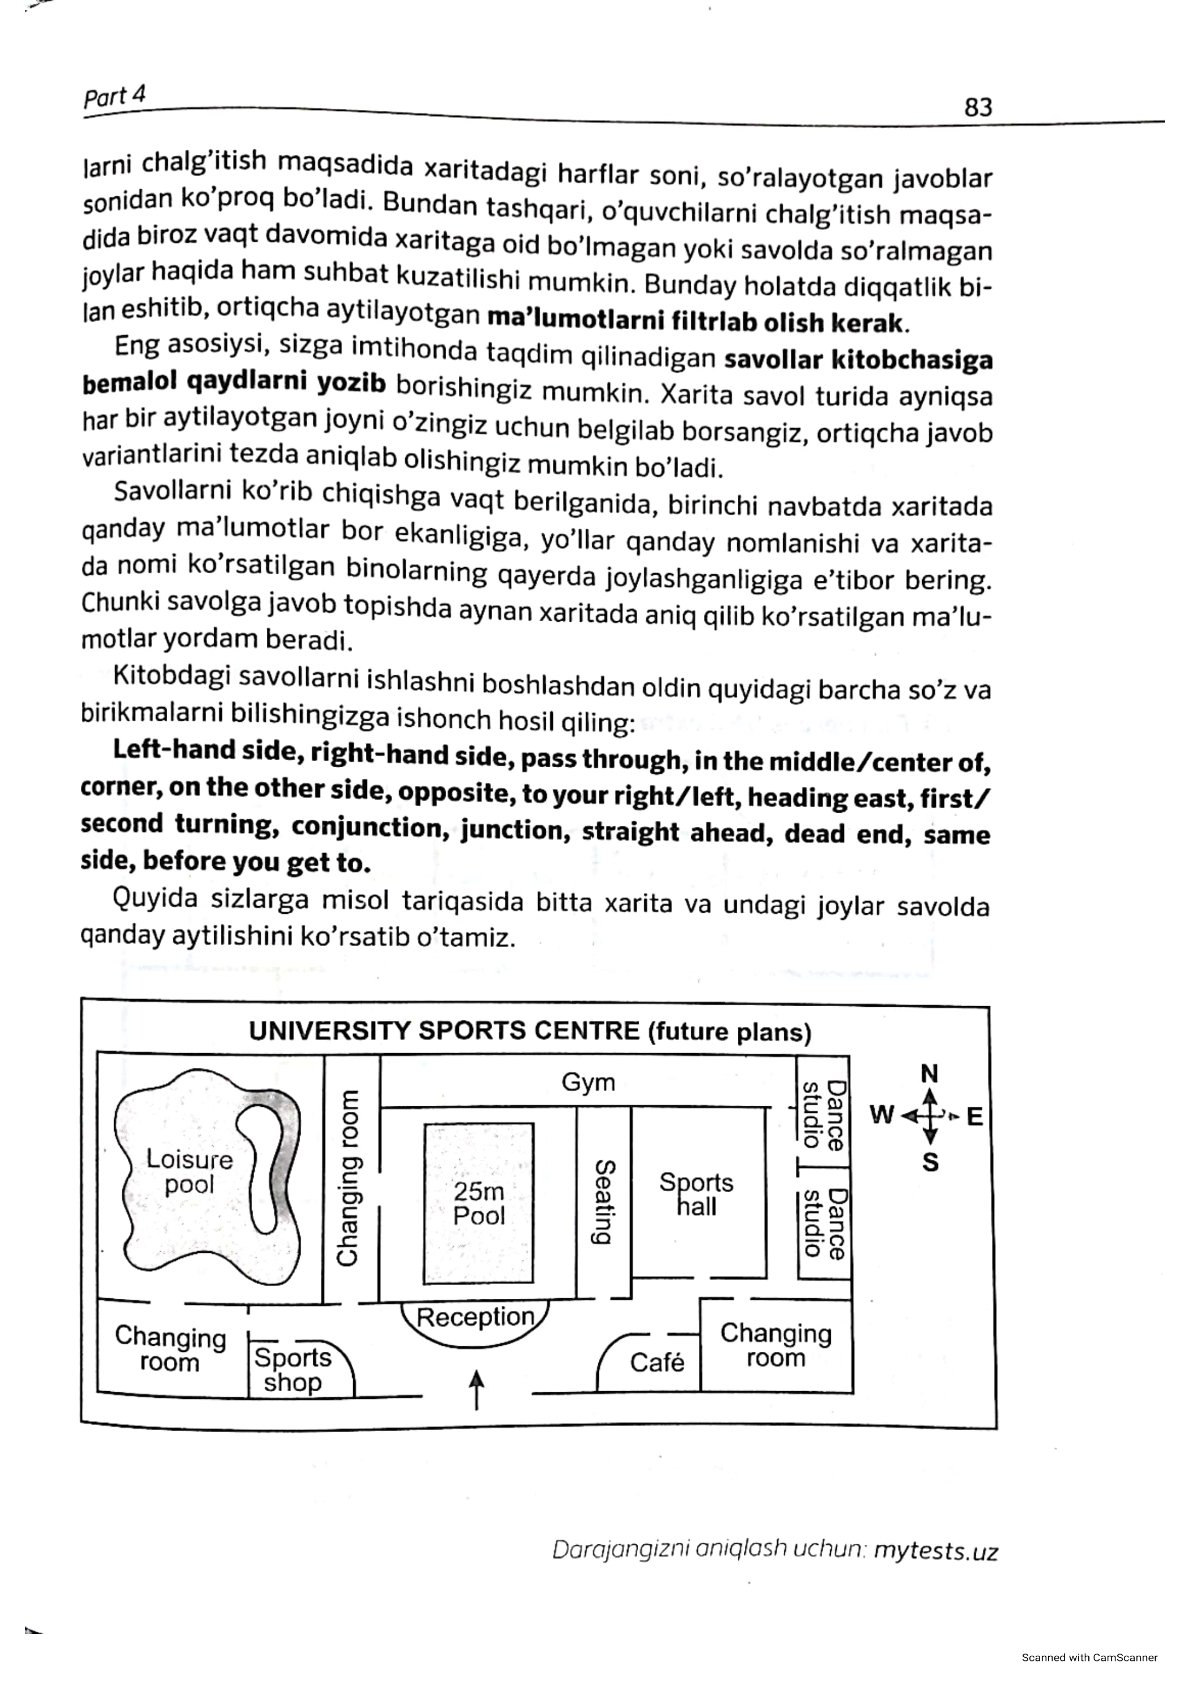 Part 4
83
larni chalg'itish maqsadida xaritadagi harflar soni, so'ralayotgan javoblar
sonidan ko'proq bo'ladi. Bundan tashqari, o'quvchilarni chalg'itish maqsa-
dida biroz vaqt davomida xaritaga oid bo'lmagan yoki savolda so'ralmagan
joylar haqida ham suhbat kuzatilishi mumkin. Bunday holatda diqqatlik bi-
lan eshitib, ortiqcha aytilayotgan ma'lumotlarni filtrlab olish kerak.
Eng asosiysi, sizga imtihonda taqdim qilinadigan savollar kitobchasiga
bemalol qaydlarni yozib borishingiz mumkin. Xarita savol turida ayniqsa
har bir aytilayotgan joyni o'zingiz uchun belgilab borsangiz, ortiqcha javob
variantlarini tezda aniqlab olishingiz mumkin bo'ladi.
Savollarni ko'rib chiqishga vaqt berilganida, birinchi navbatda xaritada
qanday ma'lumotlar bor ekanligiga, yo'llar qanday nomlanishi va xarita-
da nomi ko'rsatilgan binolarning qayerda joylashganligiga e'tibor bering.
Chunki savolga javob topishda aynan xaritada aniq qilib ko'rsatilgan ma'lu-
motlar yordam beradi.
Kitobdagi savollarni ishlashni boshlashdan oldin quyidagi barcha so'z va
birikmalarni bilishingizga ishonch hosil qiling:
Left-hand side, right-hand side, pass through, in the middle/center of,
corner, on the other side, opposite, to your right/left, heading east, first/
second turning, conjunction, junction, straight ahead, dead end, same
side, before you get to.
Quyida sizlarga misol tariqasida bitta xarita va undagi joylar savolda
qanday aytilishini ko'rsatib o'tamiz.
UNIVERSITY SPORTS CENTRE (future plans)
Loisure
pool
Changing room
Gym
25m
Pool
Seating
Sports
hall
Dance
studio
Dance
studio
N
W
E
S
Changing
room
Sports
shop
Reception
Café
Changing
room
Darajangizni aniqlash uchun: mytests.uz
Scanned with CamScanner